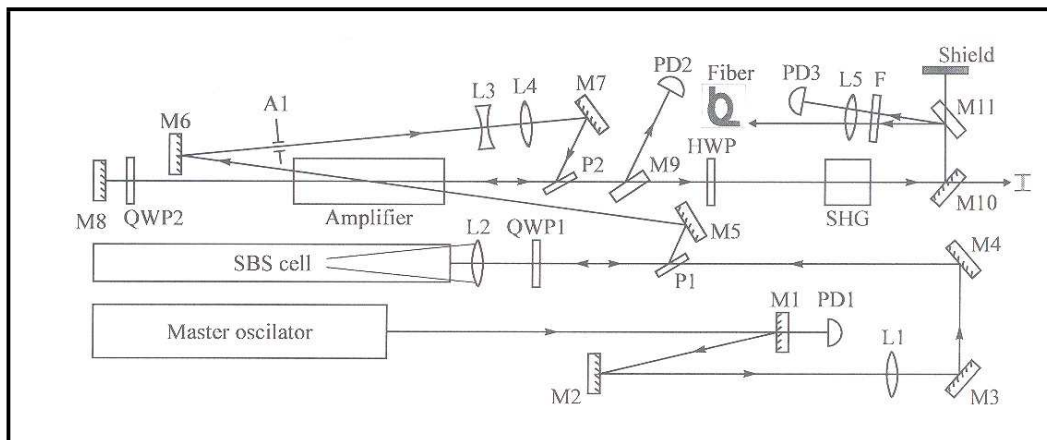 Shield
PD2
Fiber
PD3
L5
F
M7
L3
L4
A1
M6
M11
HWP
P2
M9
M8
QWP2
Amplifier
SHG
M10
M5
L2
QWP1
M4
SBS cell
P1
M1
PD1
Master oscilator
L1
M2
M3